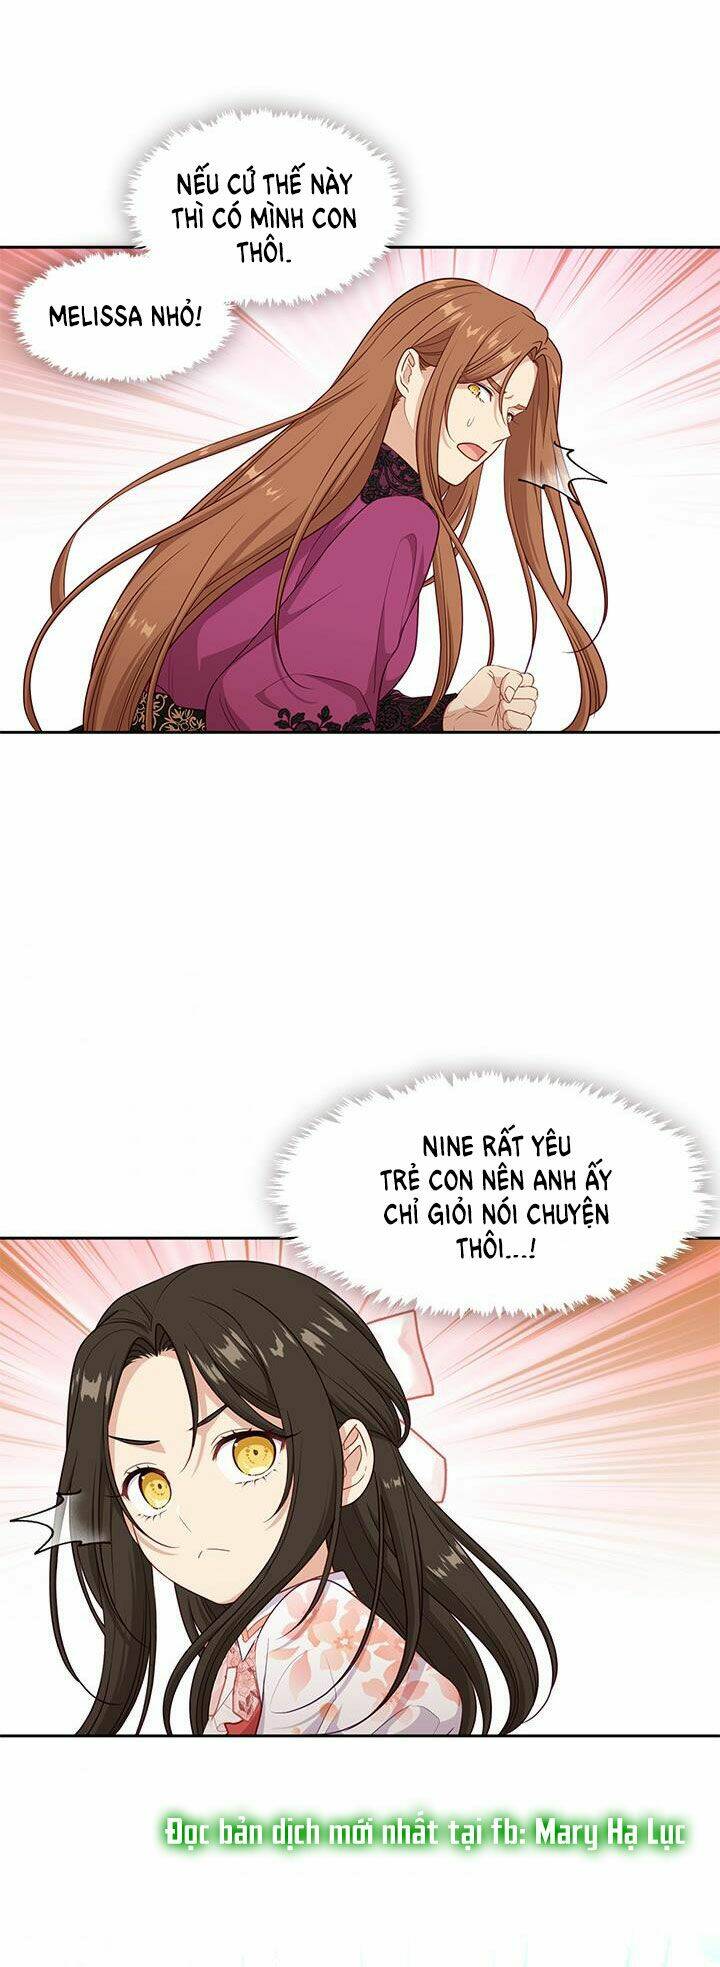 NẾU CỨ THẾ NÀY
THÌ CÓ MÌNH CON
THÔI.
MELISSA NHỎ!
NINE RẤT YÊU
TRẺ CON NÊN ANH ẤY
CHỈ GIỎI NÓI CHUYỆN
THÔI...!
Đọc bản dịch mới nhất tại fb: Mary Hạ Lục